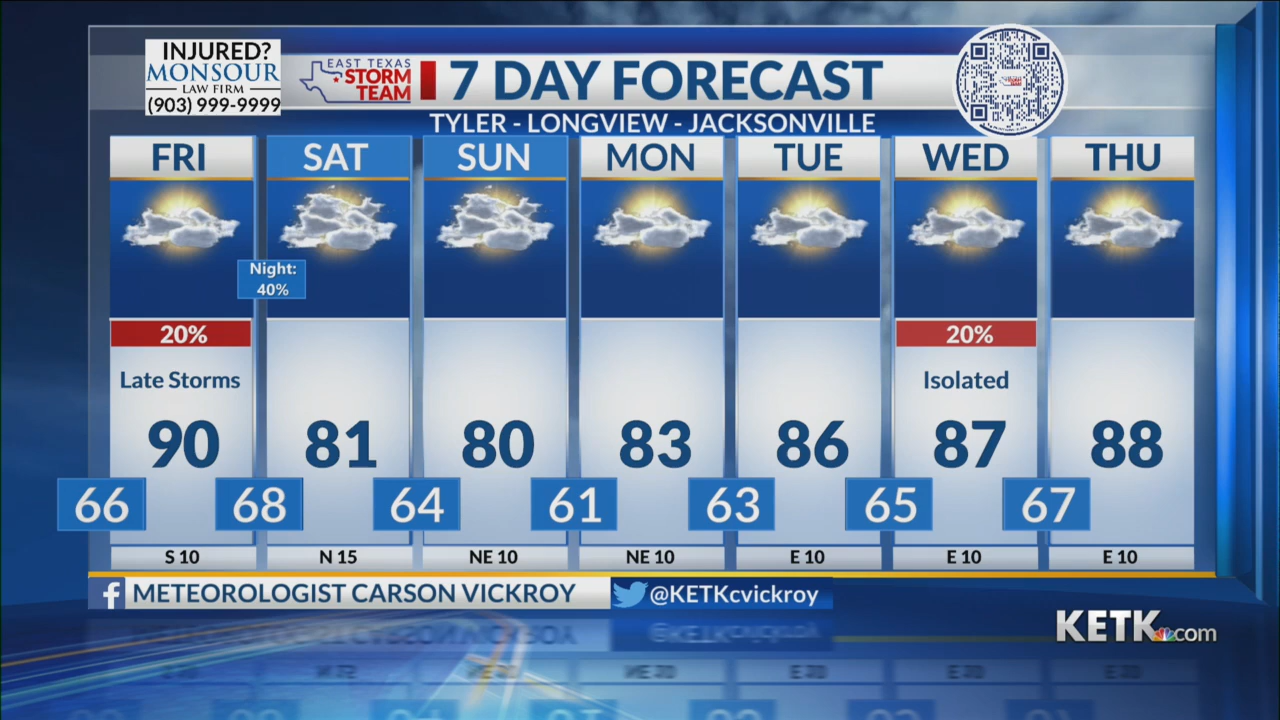 INJURED?
MONSOUR
LAW FIRM
(903) 999-9999
EAST TEXAS
STORM
TEAM
7 DAY FORECAST
TYLER - LONGVIEW - JACKSONVILLE
FRI SAT SUN MON TUE WED THU
Night:
40%
20% 20%
Late Storms Isolated
90 81 80 83 86 87 88
66 68 64 61 63 65 67
S 10 N 15 NE 10 NE 10 E 10 E 10 E 10
METEOROLOGIST CARSON VICKROY @KETKcvickroy
KETK.com